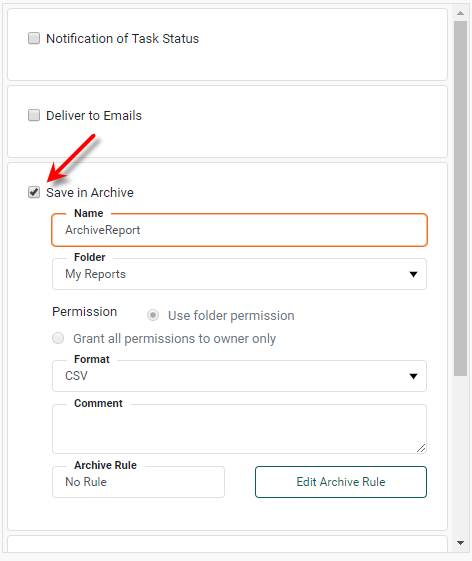 Notification of Task Status
Deliver to Emails
Save in Archive
Name
ArchiveReport
Folder
My Reports
Permission Use folder permission
Grant all permissions to owner only
Format
CSV
Comment
Archive Rule
No Rule Edit Archive Rule